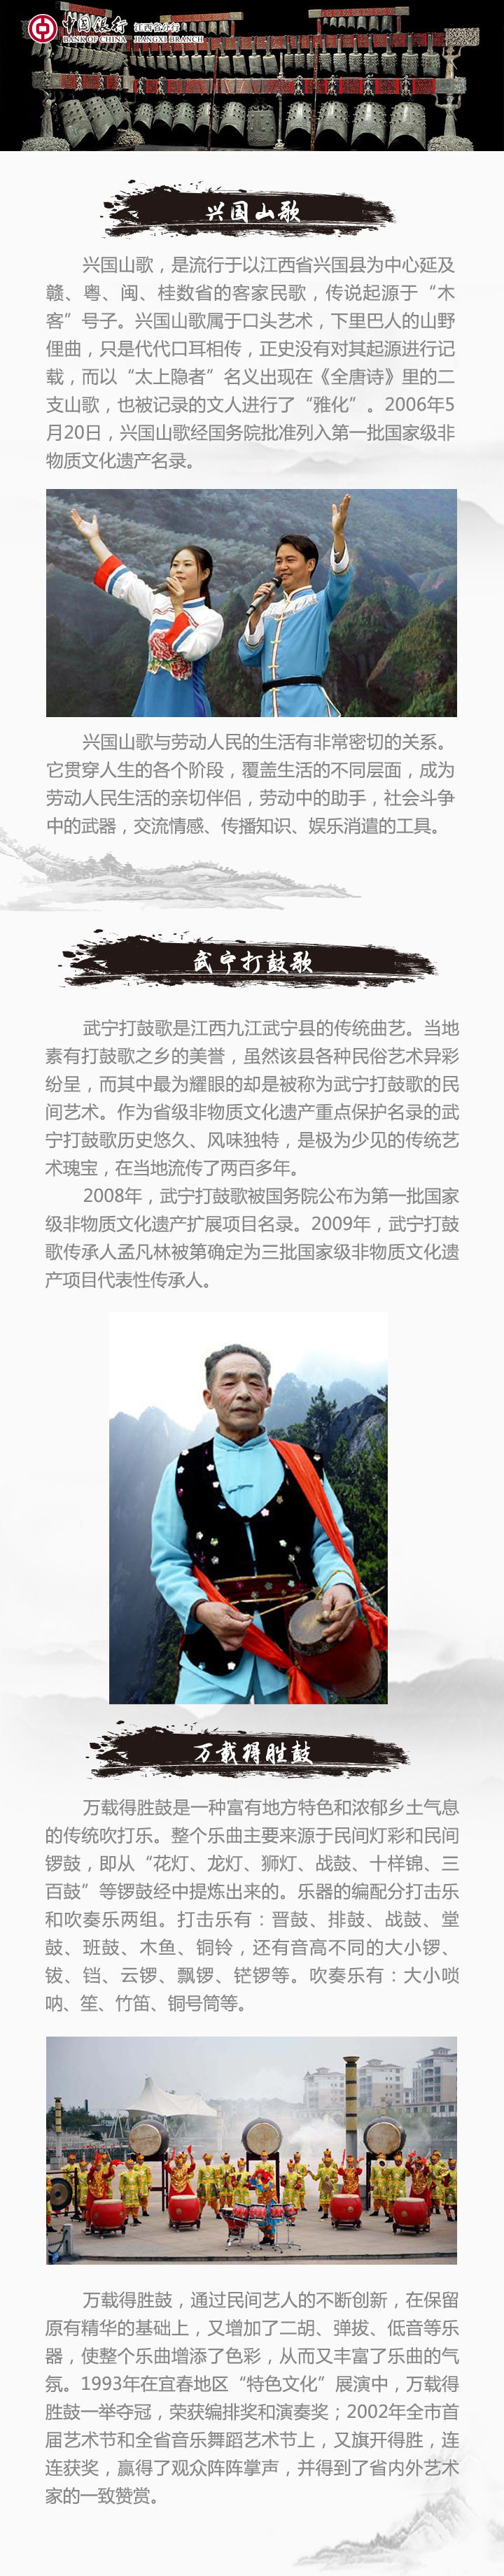 中国银行 江西省分行
BANK OF CHINA JIANGXI BRANCH
兴国山歌
兴国山歌，是流行于以江西省兴国县为中心延及
赣、粤、闽、桂数省的客家民歌，传说起源于“木
客”号子。兴国山歌属于口头艺术，下里巴人的山野
俚曲，只是代代口耳相传，正史没有对其起源进行记
载，而以“太上隐者”名义出现在《全唐诗》里的二
支山歌，也被记录的文人进行了“雅化”。2006年5
月20日，兴国山歌经国务院批准列入第一批国家级非
物质文化遗产名录。
兴国山歌与劳动人民的生活有非常密切的关系。
它贯穿人生的各个阶段，覆盖生活的不同层面，成为
劳动人民生活的亲切伴侣，劳动中的助手，社会斗争
中的武器，交流情感、传播知识、娱乐消遣的工具。
武宁打鼓歌
武宁打鼓歌是江西九江武宁县的传统曲艺。当地
素有打鼓歌之乡的美誉，虽然该县各种民俗艺术异彩
纷呈，而其中最为耀眼的却是被称为武宁打鼓歌的民
间艺术。作为省级非物质文化遗产重点保护名录的武
宁打鼓歌历史悠久、风味独特，是极为少见的传统艺
术瑰宝，在当地流传了两百多年。
2008年，武宁打鼓歌被国务院公布为第一批国家
级非物质文化遗产扩展项目名录。2009年，武宁打鼓
歌传承人孟凡林被第确定为三批国家级非物质文化遗
产项目代表性传承人。
万载得胜鼓
万载得胜鼓是一种富有地方特色和浓郁乡土气息
的传统吹打乐。整个乐曲主要来源于民间灯彩和民间
锣鼓，即从“花灯、龙灯、狮灯、战鼓、十样锦、三
百鼓”等锣鼓经中提炼出来的。乐器的编配分打击乐
和吹奏乐两组。打击乐有：晋鼓、排鼓、战鼓、堂
鼓、班鼓、木鱼、铜铃，还有音高不同的大小锣、
钹、铛、云锣、飘锣、铓锣等。吹奏乐有：大小唢
呐、笙、竹笛、铜号筒等。
万载得胜鼓，通过民间艺人的不断创新，在保留
原有精华的基础上，又增加了二胡、弹拔、低音等乐
器，使整个乐曲增添了色彩，从而又丰富了乐曲的气
氛。1993年在宜春地区“特色文化”展演中，万载得
胜鼓一举夺冠，荣获编排奖和演奏奖；2002年全市首
届艺术节和全省音乐舞蹈艺术节上，又旗开得胜，连
连获奖，赢得了观众阵阵掌声，并得到了省内外艺术
家的一致赞赏。